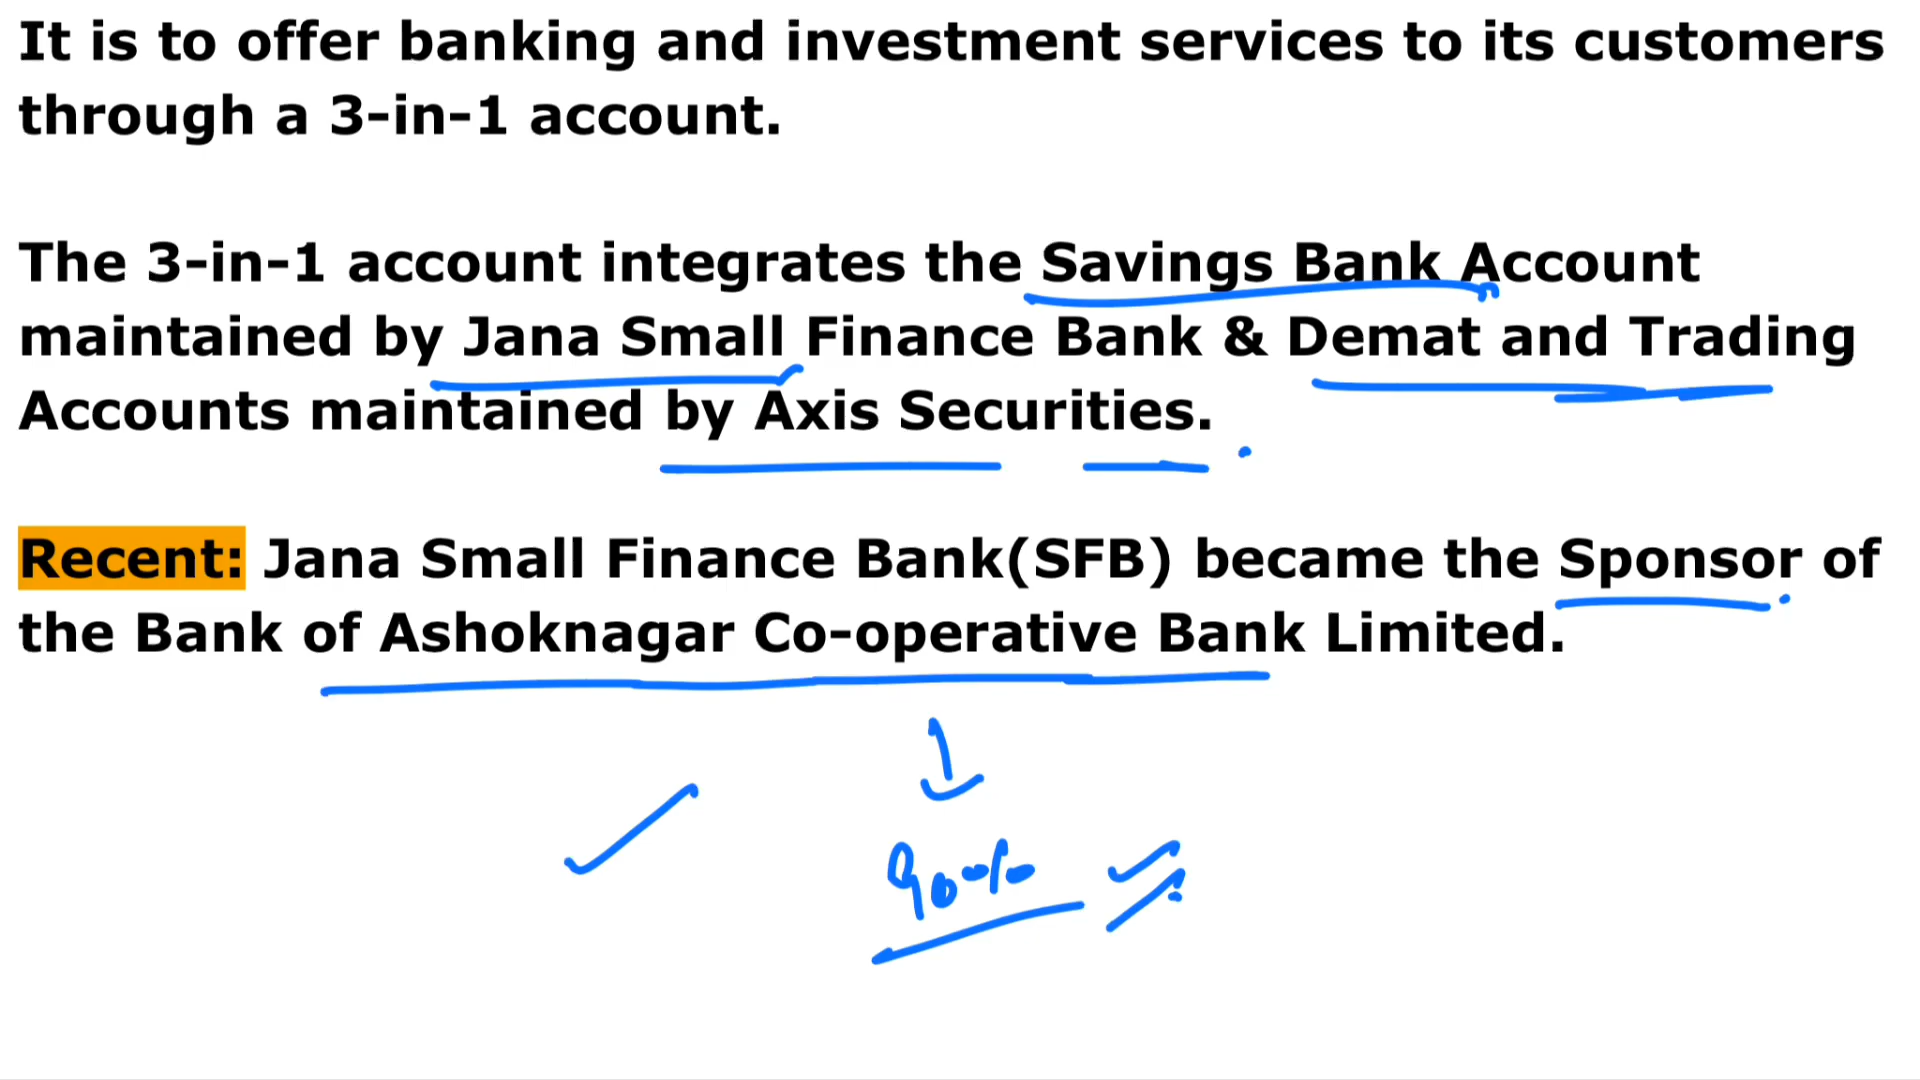 It is to offer banking and investment services to its customers
through a 3-in-1 account.
The 3-in-1 account integrates the Savings Bank Account
maintained by Jana Small Finance Bank & Demat and Trading
Accounts maintained by Axis Securities.
Recent: Jana Small Finance Bank(SFB) became the Sponsor of
the Bank of Ashoknagar Co-operative Bank Limited.
90%